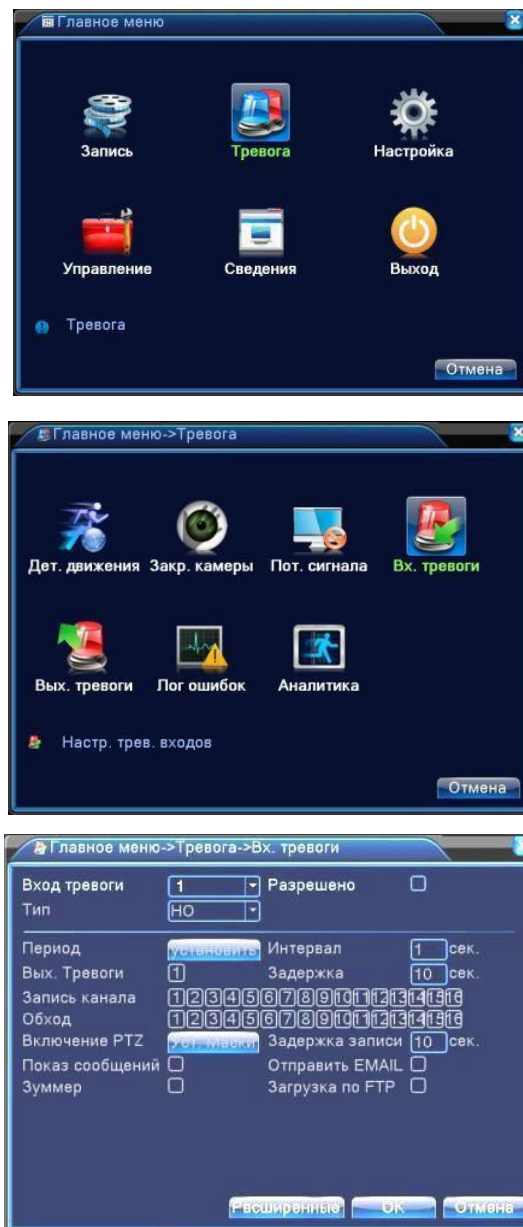 Главное меню
Запись Тревога Настройка
Управление Сведения Выход
Тревога
Отмена
Главное меню->Тревога
Дет. движения Закр. камеры Пот. сигнала Вх. тревоги
Вых. тревоги Лог ошибок Аналитика
Настр. трев. входов
Отмена
Главное меню->Тревога->Вх. тревоги
Вход тревоги 1 Разрешено
Тип НО
Период Установить Интервал 1 сек.
Вых. Тревоги 1 Задержка 10 сек.
Запись канала 1 2 3 4 5 6 7 8 9 10 11 12 13 14 15 16
Обход 1 2 3 4 5 6 7 8 9 10 11 12 13 14 15 16
Включение PTZ Уст. Маски Задержка записи 10 сек.
Показ сообщений Отправить EMAIL
Зуммер Загрузка по FTP
Расширенные OK Отмена